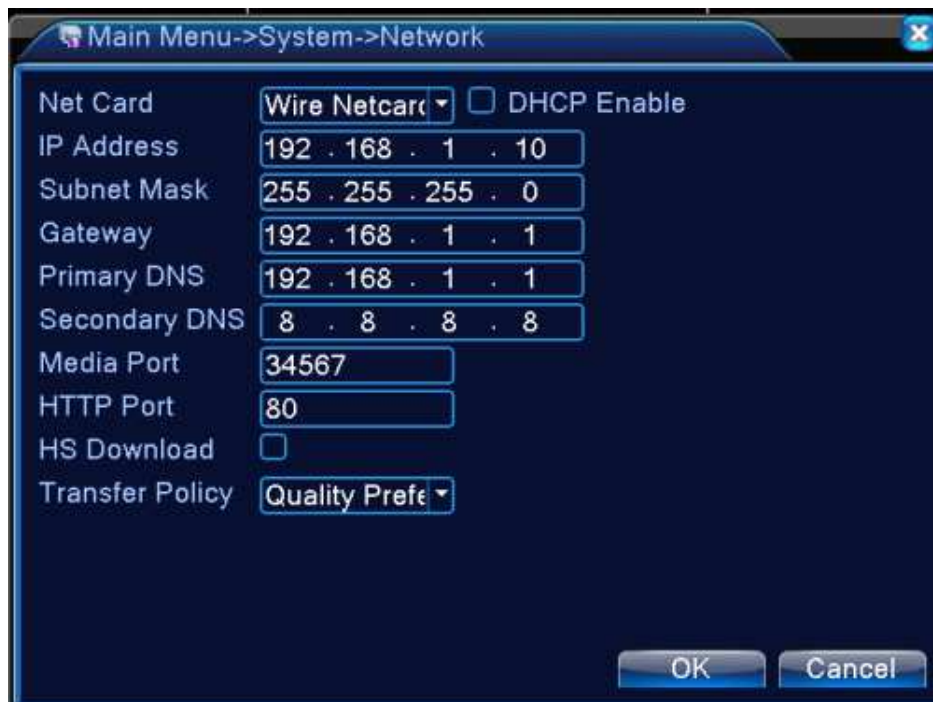 Main Menu->System->Network
Net Card Wire Netcar DHCP Enable
IP Address 192 . 168 . 1 . 10
Subnet Mask 255 . 255 . 255 . 0
Gateway 192 . 168 . 1 . 1
Primary DNS 192 . 168 . 1 . 1
Secondary DNS 8 . 8 . 8 . 8
Media Port 34567
HTTP Port 80
HS Download
Transfer Policy Quality Prefe
OK Cancel